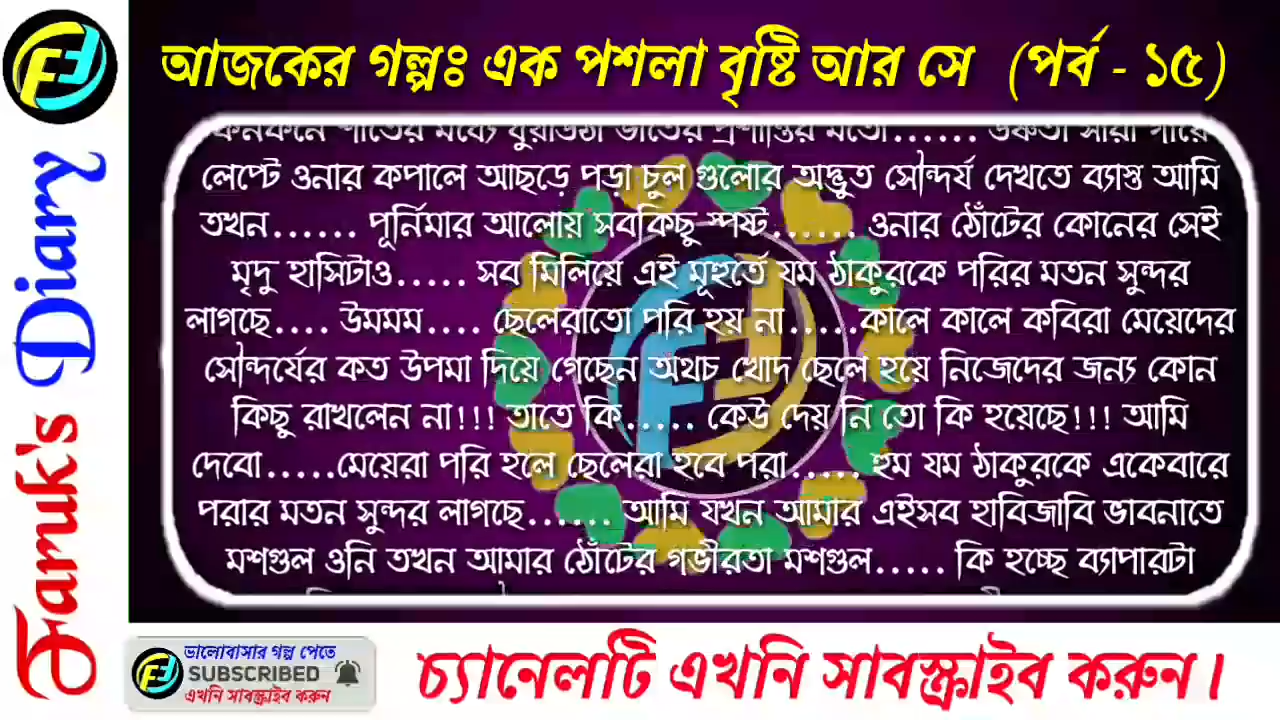 আজকের গল্পঃ এক পশলা বৃষ্টি আর সে (পর্ব - ১৫)
Faruk's Diary
লেপ্টে ওনার কপালে আছড়ে পড়া চুল গুলোর অদ্ভুত সৌন্দর্য দেখতে ব্যাস্ত আমি
তখন...... পূর্নিমার আলোয় সবকিছু স্পষ্ট...... ওনার ঠোঁটের কোনের সেই
মৃদু হাসিটাও..... সব মিলিয়ে এই মূহুর্তে যম ঠাকুরকে পরির মতন সুন্দর
লাগছে.... উমমম.... ছেলেরাতো পরি হয় না.....কালে কালে কবিরা মেয়েদের
সৌন্দর্যের কত উপমা দিয়ে গেছেন অথচ খোদ ছেলে হয়ে নিজেদের জন্য কোন
কিছু রাখলেন না!!! তাতে কি..... কেউ দেয় নি তো কি হয়েছে!!! আমি
দেবো.....মেয়েরা পরি হলে ছেলেরা হবে পরা..... হুম যম ঠাকুরকে একেবারে
পরার মতন সুন্দর লাগছে...... আমি যখন আমার এইসব হাবিজাবি ভাবনাতে
মশগুল ওনি তখন আমার ঠোঁটের গভীরতা মশগুল..... কি হচ্ছে ব্যাপারটা
ভালোবাসার গল্প পেতে
SUBSCRIBED
এখনি সাবস্ক্রাইব করুন
চ্যানেলটি এখনি সাবস্ক্রাইব করুন।